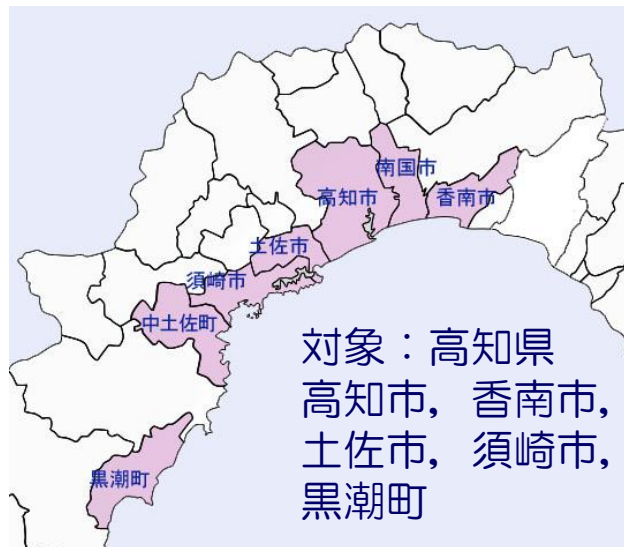 南国市
高知市
香南市
土佐市
須崎市
中土佐町
黒潮町
対象：高知県
高知市，香南市，
土佐市，須崎市，
黒潮町